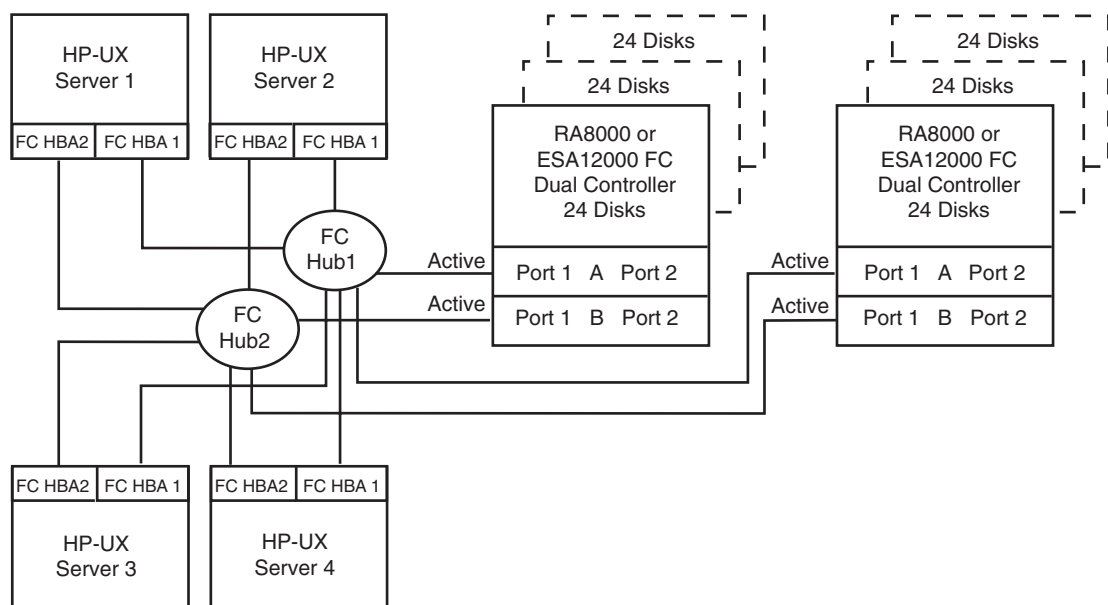 HP-UX
Server 1
FC HBA2
FC HBA 1
HP-UX
Server 2
FC HBA2
FC HBA 1
24 Disks
24 Disks
RA8000 or
ESA12000 FC
Dual Controller
24 Disks
24 Disks
24 Disks
RA8000 or
ESA12000 FC
Dual Controller
24 Disks
FC
Hub1
Active
Port 1 A Port 2
Active
Port 1 B Port 2
Active
Port 1 A Port 2
Active
Port 1 B Port 2
FC
Hub2
FC HBA2
FC HBA 1
HP-UX
Server 3
FC HBA2
FC HBA 1
HP-UX
Server 4